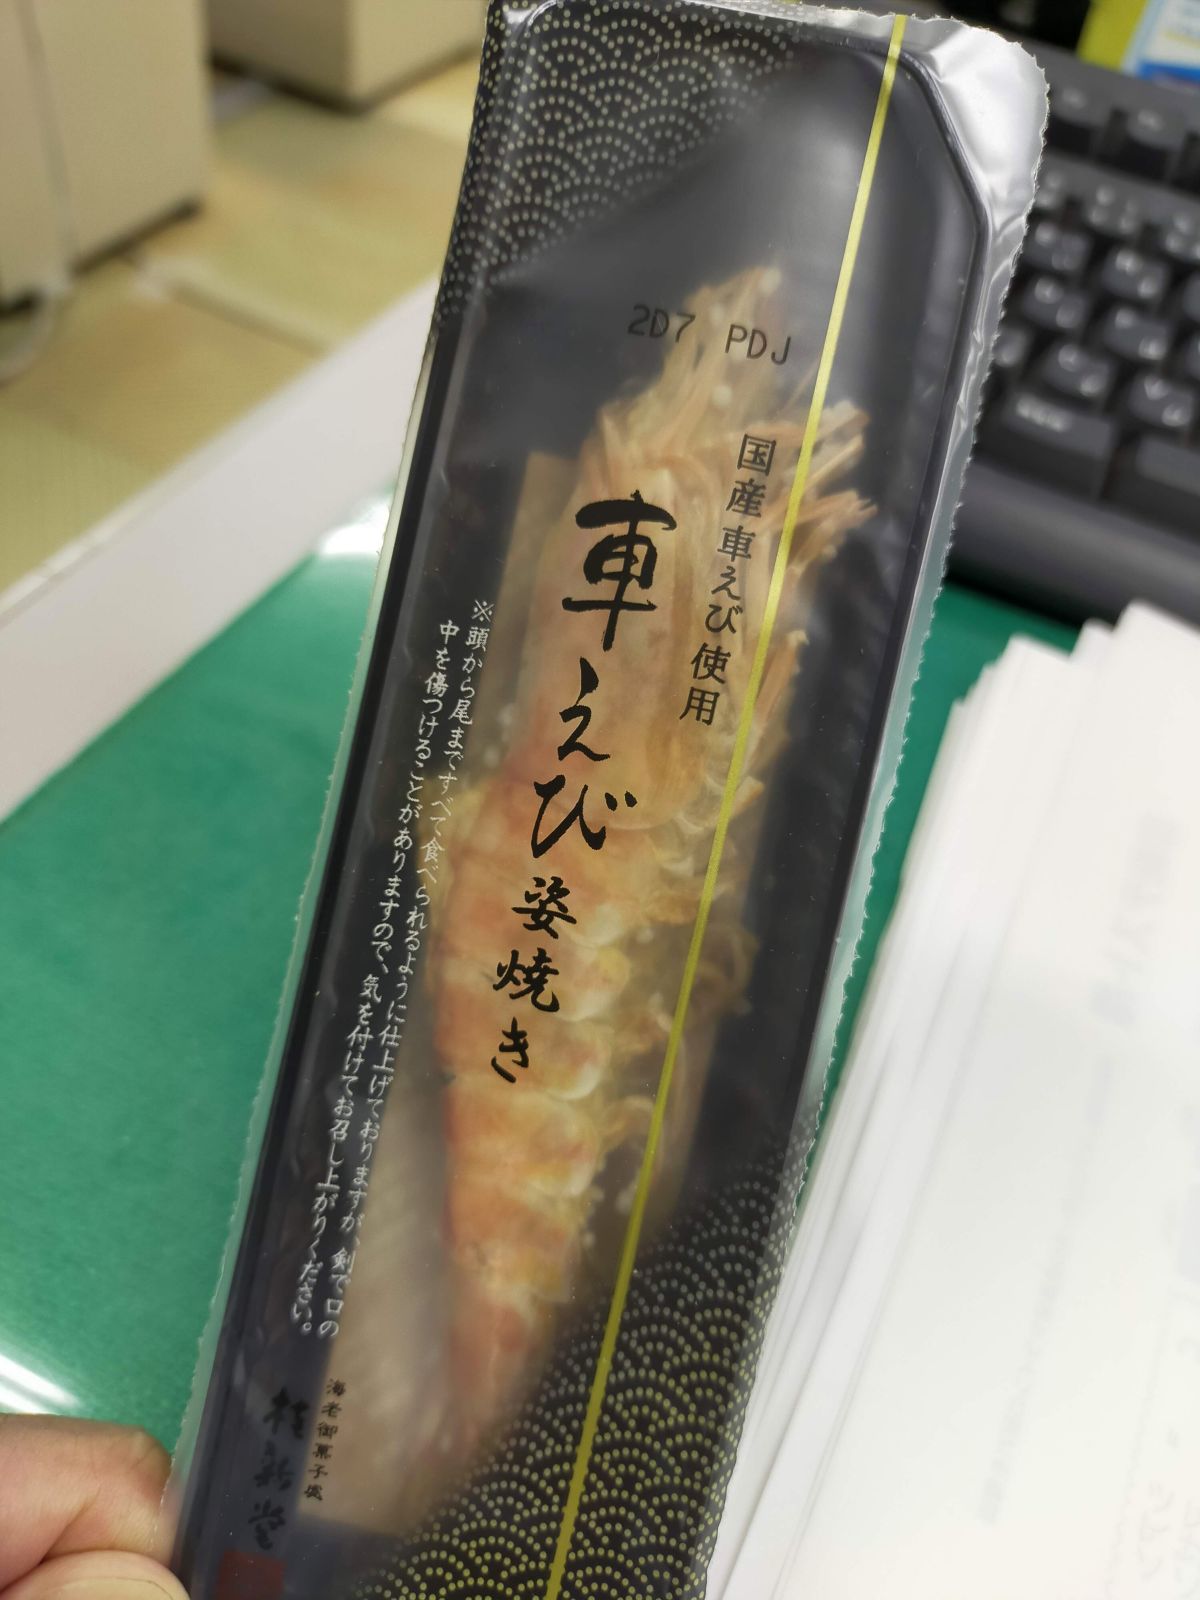 2D7 PDJ
国産車えび使用
車えび姿焼き
※頭から尾まですべて食べられるように仕上げておりますが、剣で口の
中を傷つけることがありますので、気を付けてお召し上がりください。
海老御菓子處
桂新堂